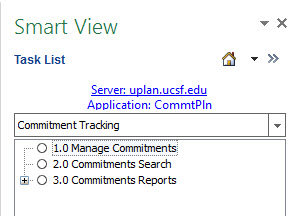 Smart View
Task List
Server: uplan.ucsf.edu
Application: CommtPln
Commitment Tracking
1.0 Manage Commitments
2.0 Commitments Search
3.0 Commitments Reports